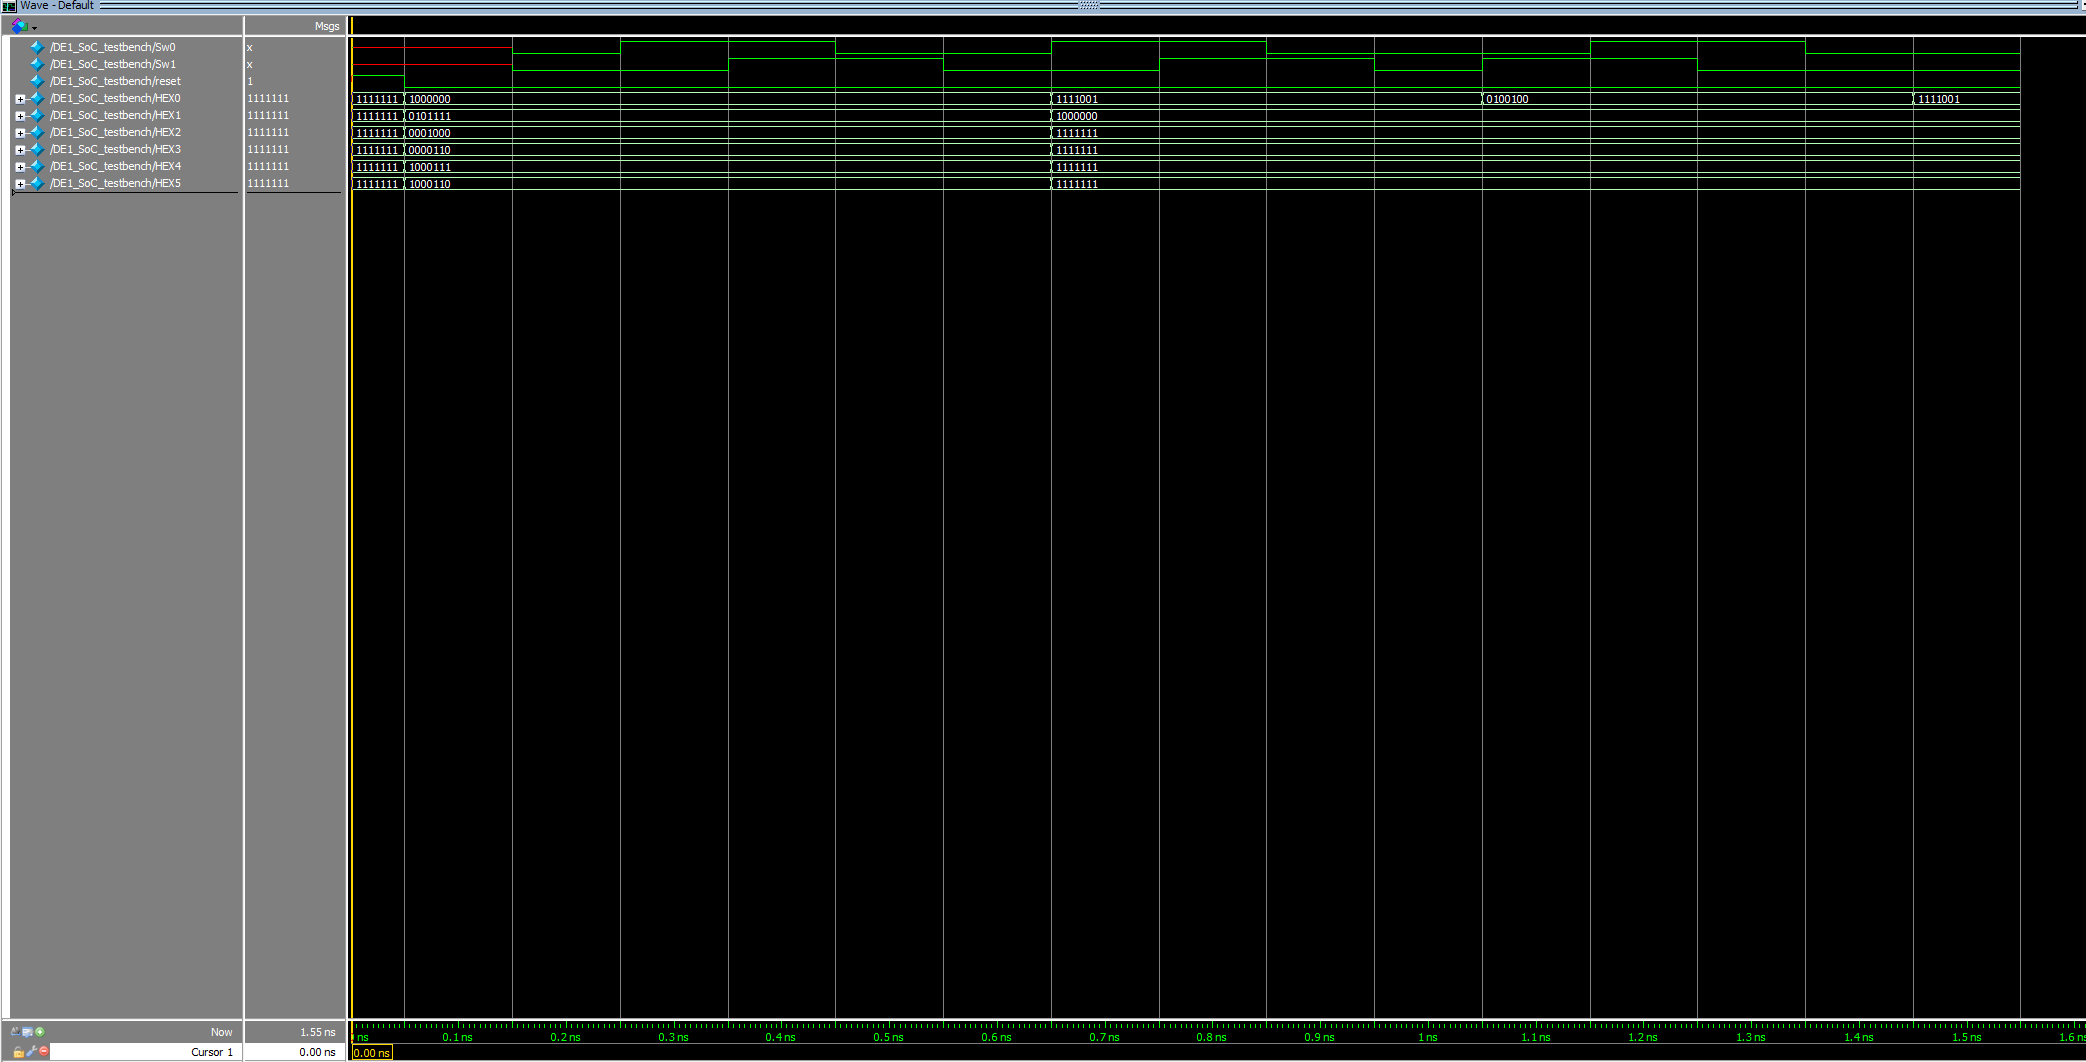 Wave - Default
Msgs
/DE1_SoC_testbench/Sw0 x
/DE1_SoC_testbench/Sw1 x
/DE1_SoC_testbench/reset 1
/DE1_SoC_testbench/HEX0 1111111 1111111 1000000 1111001 0100100 1111001
/DE1_SoC_testbench/HEX1 1111111 1111111 0101111 1000000
/DE1_SoC_testbench/HEX2 1111111 1111111 0001000 1111111
/DE1_SoC_testbench/HEX3 1111111 1111111 0000110 1111111
/DE1_SoC_testbench/HEX4 1111111 1111111 1000111 1111111
/DE1_SoC_testbench/HEX5 1111111 1111111 1000110 1111111
Now 1.55 ns ns 0.1 ns 0.2 ns 0.3 ns 0.4 ns 0.5 ns 0.6 ns 0.7 ns 0.8 ns 0.9 ns 1 ns 1.1 ns 1.2 ns 1.3 ns 1.4 ns 1.5 ns 1.6 ns
Cursor 1 0.00 ns 0.00 ns